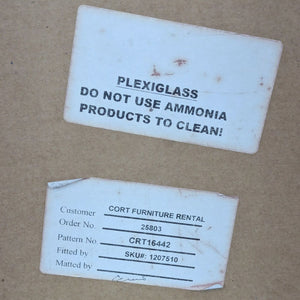 PLEXIGLASS
DO NOT USE AMMONIA
PRODUCTS TO CLEAN!
Customer CORT FURNITURE RENTAL
Order No 25803
Pattern No CRT16442
Fitted by SKU#: 1207510
Matted by